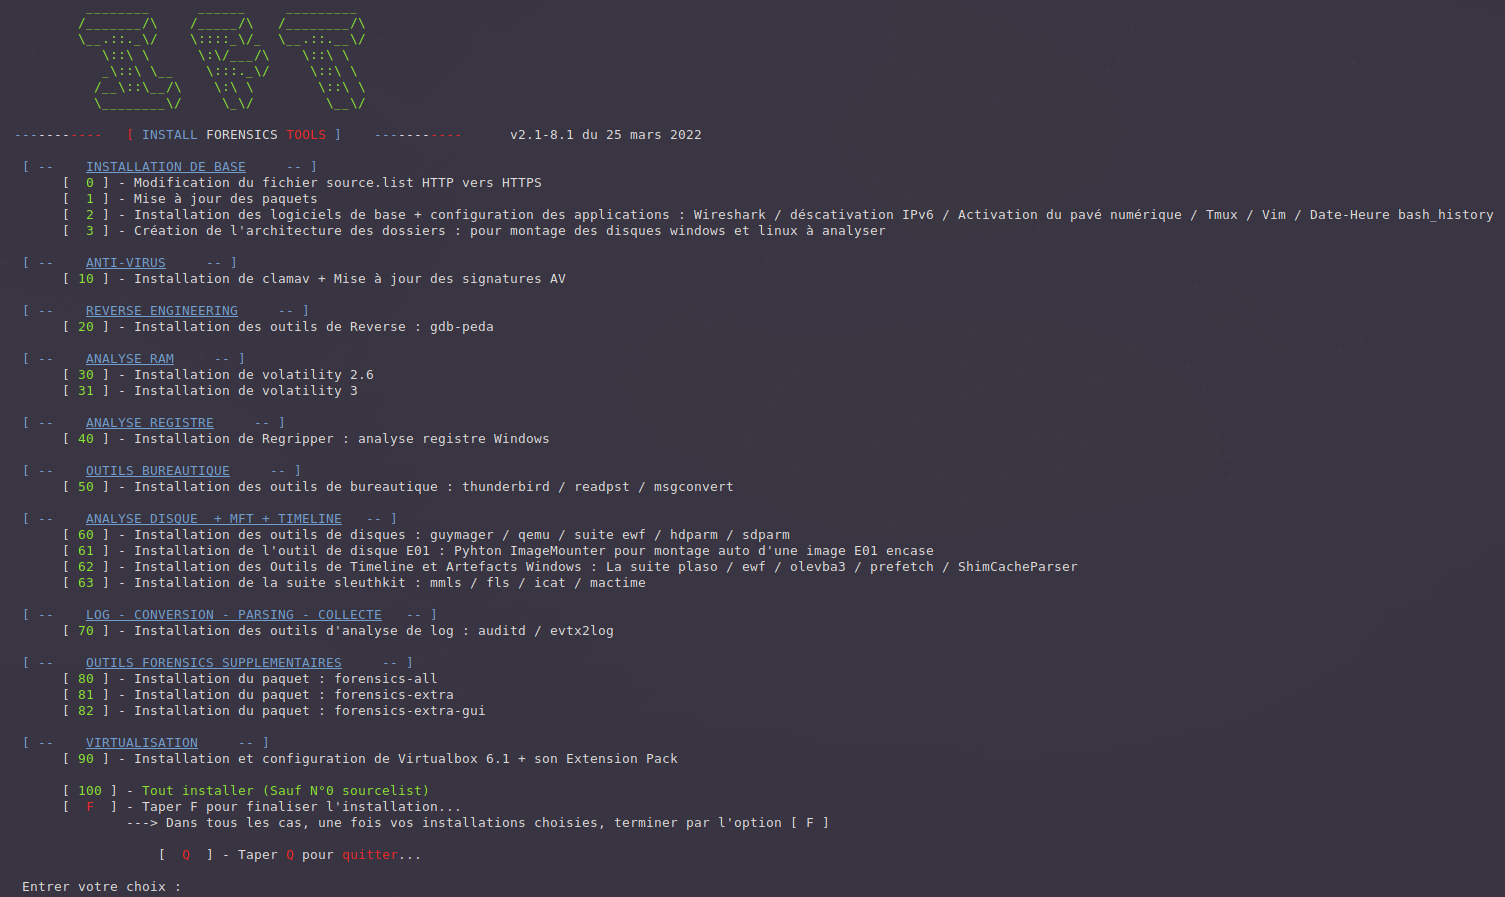 ---------- [ INSTALL FORENSICS TOOLS ] ----------- v2.1-8.1 du 25 mars 2022
[ -- INSTALLATION DE BASE -- ]
[ 0 ] - Modification du fichier source.list HTTP vers HTTPS
[ 1 ] - Mise à jour des paquets
[ 2 ] - Installation des logiciels de base + configuration des applications : Wireshark / déscativation IPv6 / Activation du pavé numérique / Tmux / Vim / Date-Heure bash_history
[ 3 ] - Création de l'architecture des dossiers : pour montage des disques windows et linux à analyser
[ -- ANTI-VIRUS -- ]
[ 10 ] - Installation de clamav + Mise à jour des signatures AV
[ -- REVERSE ENGINEERING -- ]
[ 20 ] - Installation des outils de Reverse : gdb-peda
[ -- ANALYSE RAM -- ]
[ 30 ] - Installation de volatility 2.6
[ 31 ] - Installation de volatility 3
[ -- ANALYSE REGISTRE -- ]
[ 40 ] - Installation de Regripper : analyse registre Windows
[ -- OUTILS BUREAUTIQUE -- ]
[ 50 ] - Installation des outils de bureautique : thunderbird / readpst / msgconvert
[ -- ANALYSE DISQUE + MFT + TIMELINE -- ]
[ 60 ] - Installation des outils de disques : guymager / qemu / suite ewf / hdparm / sdparm
[ 61 ] - Installation de l'outil de disque E01 : Pyhton ImageMounter pour montage auto d'une image E01 encase
[ 62 ] - Installation des Outils de Timeline et Artefacts Windows : La suite plaso / ewf / olevba3 / prefetch / ShimCacheParser
[ 63 ] - Installation de la suite sleuthkit : mmls / fls / icat / mactime
[ -- LOG - CONVERSION - PARSING - COLLECTE -- ]
[ 70 ] - Installation des outils d'analyse de log : auditd / evtx2log
[ -- OUTILS FORENSICS SUPPLEMENTAIRES -- ]
[ 80 ] - Installation du paquet : forensics-all
[ 81 ] - Installation du paquet : forensics-extra
[ 82 ] - Installation du paquet : forensics-extra-gui
[ -- VIRTUALISATION -- ]
[ 90 ] - Installation et configuration de Virtualbox 6.1 + son Extension Pack
[ 100 ] - Tout installer (Sauf N°0 sourcelist)
[ F ] - Taper F pour finaliser l'installation...
---> Dans tous les cas, une fois vos installations choisies, terminer par l'option [ F ]
[ Q ] - Taper Q pour quitter...
Entrer votre choix :